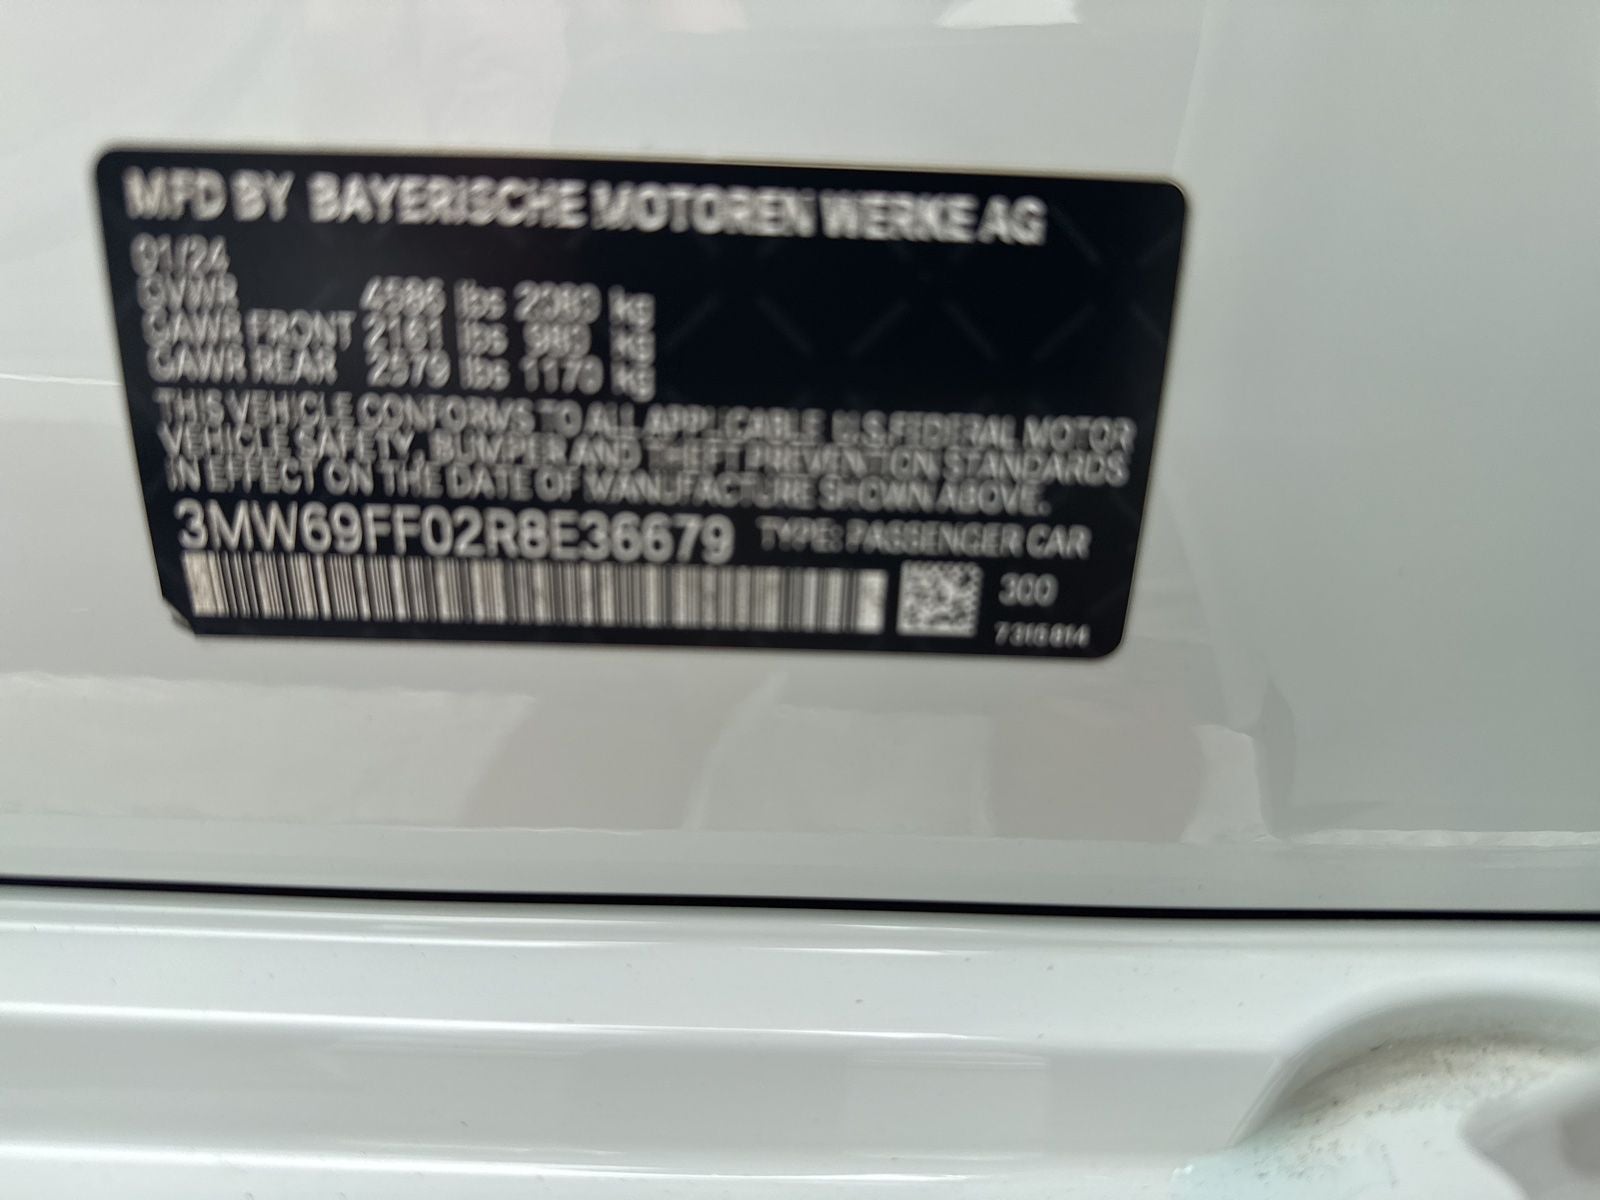 MFD BY BAYERISCHE MOTOREN WERKE AG
01/24
GVWR 4586 lbs 2080 kg
GAWR FRONT 2161 lbs 980 kg
GAWR REAR 2579 lbs 1170 kg
THIS VEHICLE CONFORMS TO ALL APPLICABLE U.S.FEDERAL MOTOR
VEHICLE SAFETY, BUMPER AND THEFT PREVENTION STANDARDS
IN EFFECT ON THE DATE OF MANUFACTURE SHOWN ABOVE.
3MW69FF02R8E36679 TYPE: PASSENGER CAR
300